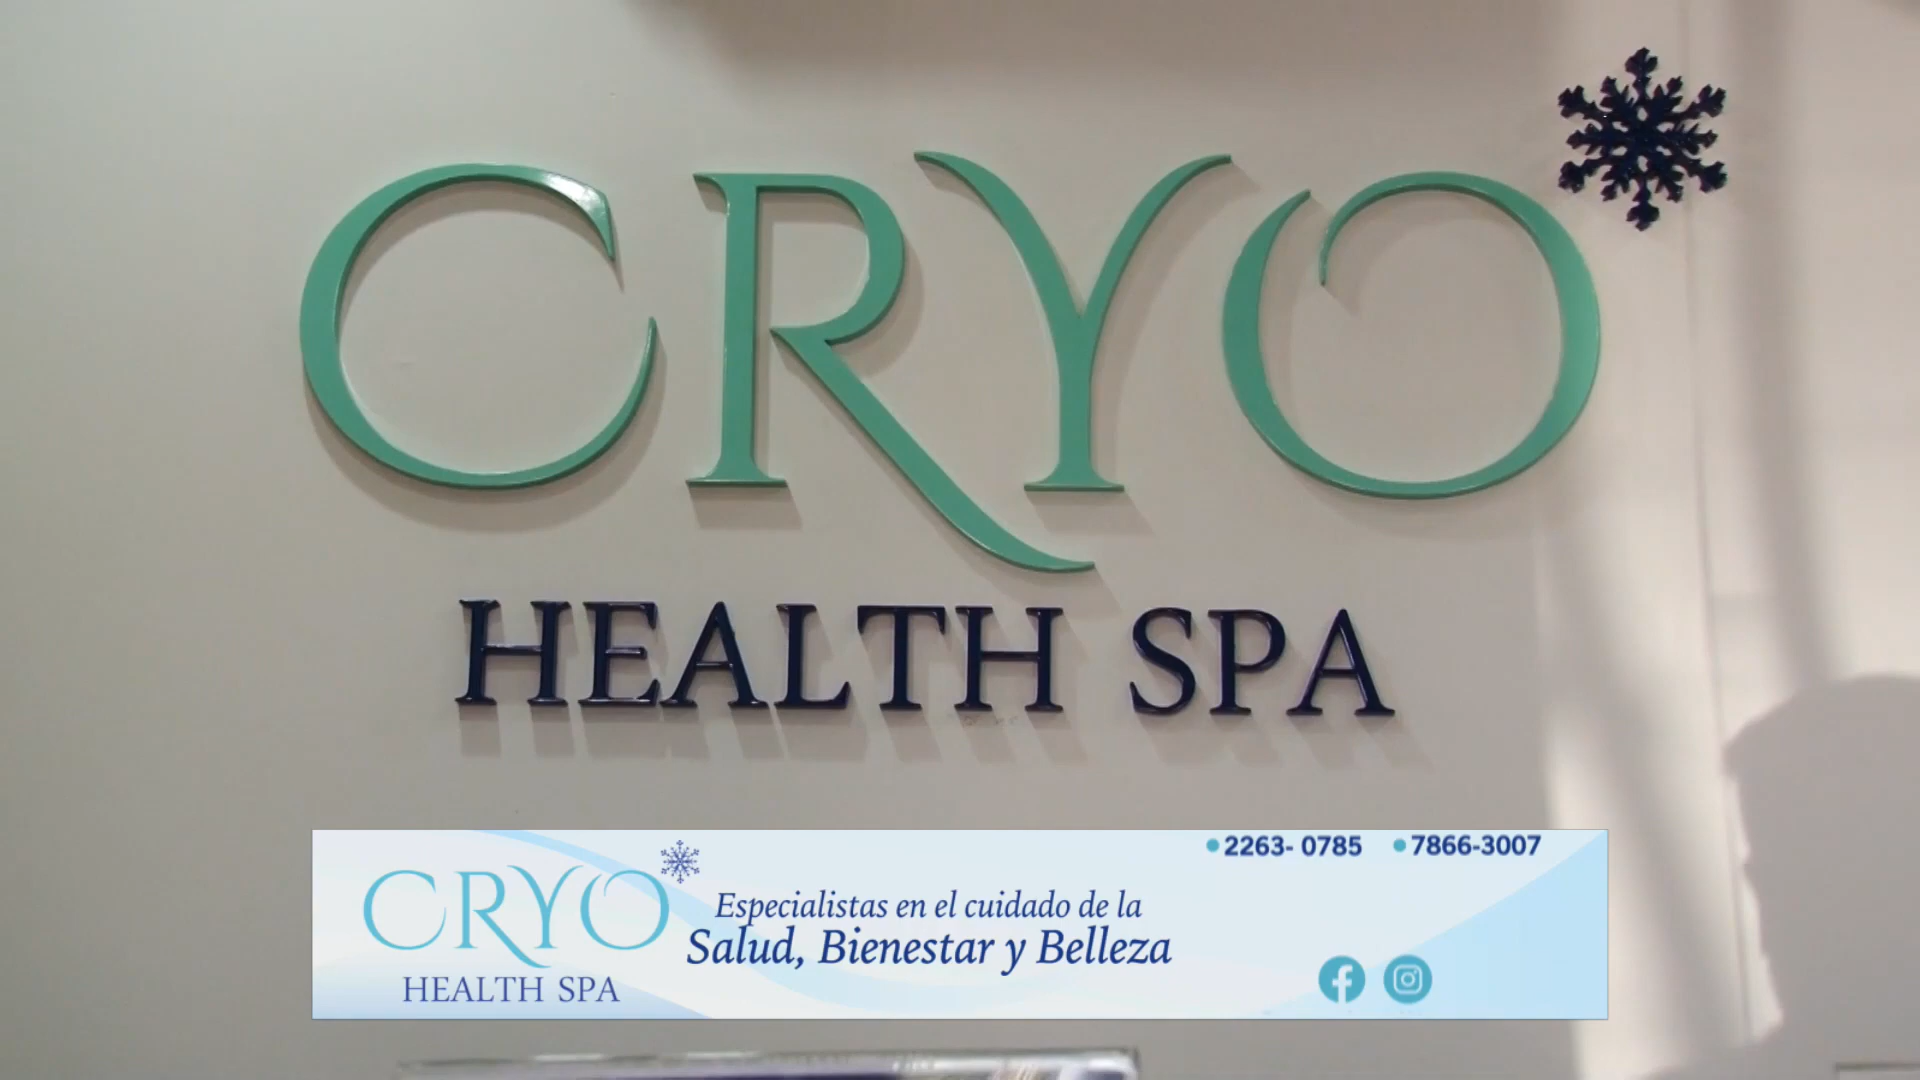 CRYO
HEALTH SPA
• 2263- 0785 • 7866-3007
CRYO
HEALTH SPA
Especialistas en el cuidado de la
Salud, Bienestar y Belleza